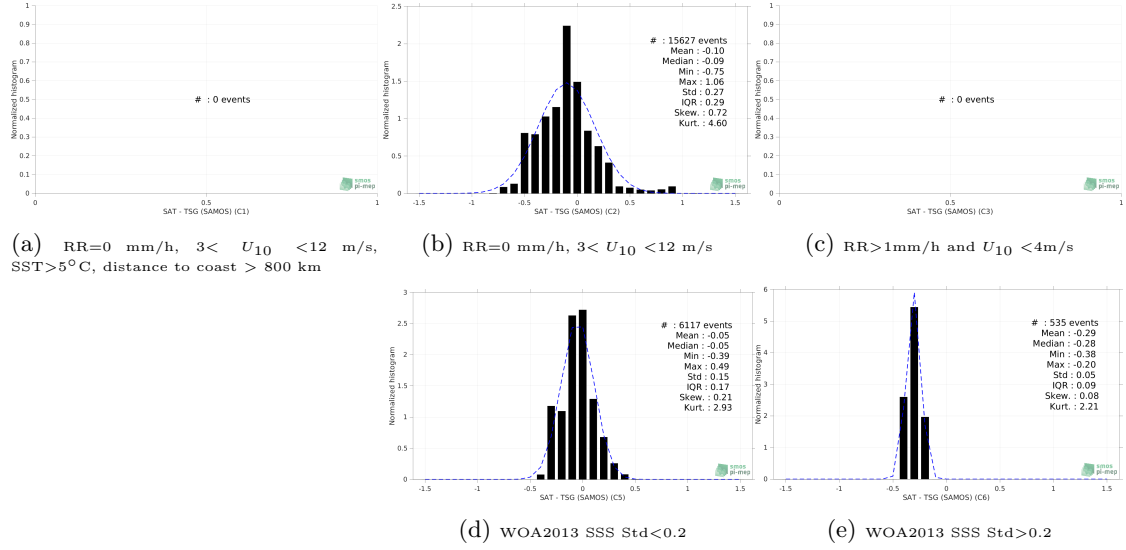 1
0.9
0.8
0.7
0.6
0.5
0.4
0.3
0.2
0.1
0
Normalized histogram
# : 0 events
0
0.5
1
SAT - TSG (SAMOS) (C1)
smos
pi-mep
(a) RR=0 mm/h, 3< U10 <12 m/s,
SST>5°C, distance to coast > 800 km
2.5
2
1.5
1
0.5
0
Normalized histogram
# : 15627 events
Mean : -0.10
Median : -0.09
Min : -0.75
Max : 1.06
Std : 0.27
IQR : 0.29
Skew. : 0.72
Kurt. : 4.60
-1.5 -1 -0.5 0 0.5 1 1.5
SAT - TSG (SAMOS) (C2)
smos
pi-mep
(b) RR=0 mm/h, 3< U10 <12 m/s
1
0.9
0.8
0.7
0.6
0.5
0.4
0.3
0.2
0.1
0
Normalized histogram
# : 0 events
0
0.5
1
SAT - TSG (SAMOS) (C3)
smos
pi-mep
(c) RR>1mm/h and U10 <4m/s
3
2.5
2
1.5
1
0.5
0
Normalized histogram
# : 6117 events
Mean : -0.05
Median : -0.05
Min : -0.39
Max : 0.49
Std : 0.15
IQR : 0.17
Skew. : 0.21
Kurt. : 2.93
-1.5 -1 -0.5 0 0.5 1 1.5
SAT - TSG (SAMOS) (C5)
smos
pi-mep
(d) WOA2013 SSS Std<0.2
6
5
4
3
2
1
0
Normalized histogram
# : 535 events
Mean : -0.29
Median : -0.28
Min : -0.38
Max : -0.20
Std : 0.05
IQR : 0.09
Skew. : 0.08
Kurt. : 2.21
-1.5 -1 -0.5 0 0.5 1 1.5
SAT - TSG (SAMOS) (C6)
smos
pi-mep
(e) WOA2013 SSS Std>0.2